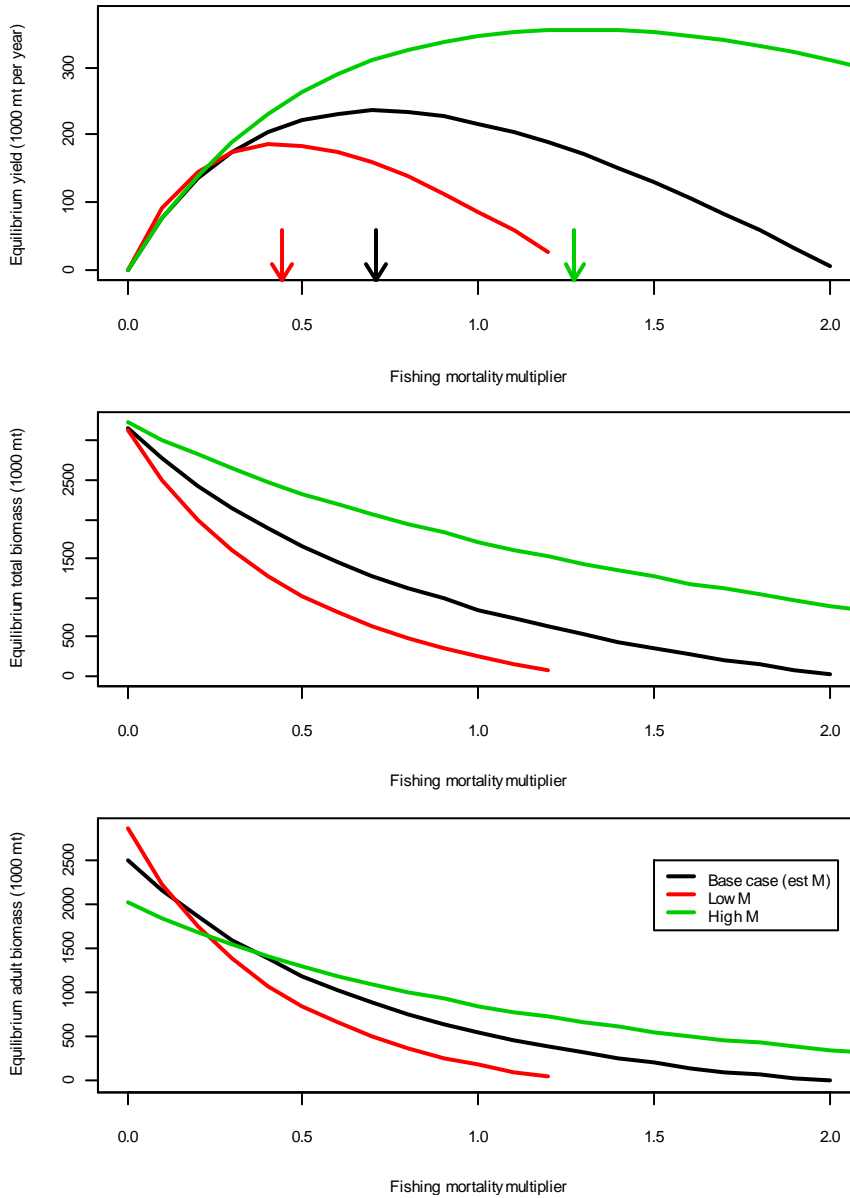 Equilibrium yield (1000 mt per year)
300
200
100
0
0.0 0.5 1.0 1.5 2.0
Fishing mortality multiplier
Equilibrium total biomass (1000 mt)
2500
1500
500
0
0.0 0.5 1.0 1.5 2.0
Fishing mortality multiplier
Equilibrium adult biomass (1000 mt)
2500
2000
1500
1000
500
0
Base case (est M)
Low M
High M
0.0 0.5 1.0 1.5 2.0
Fishing mortality multiplier